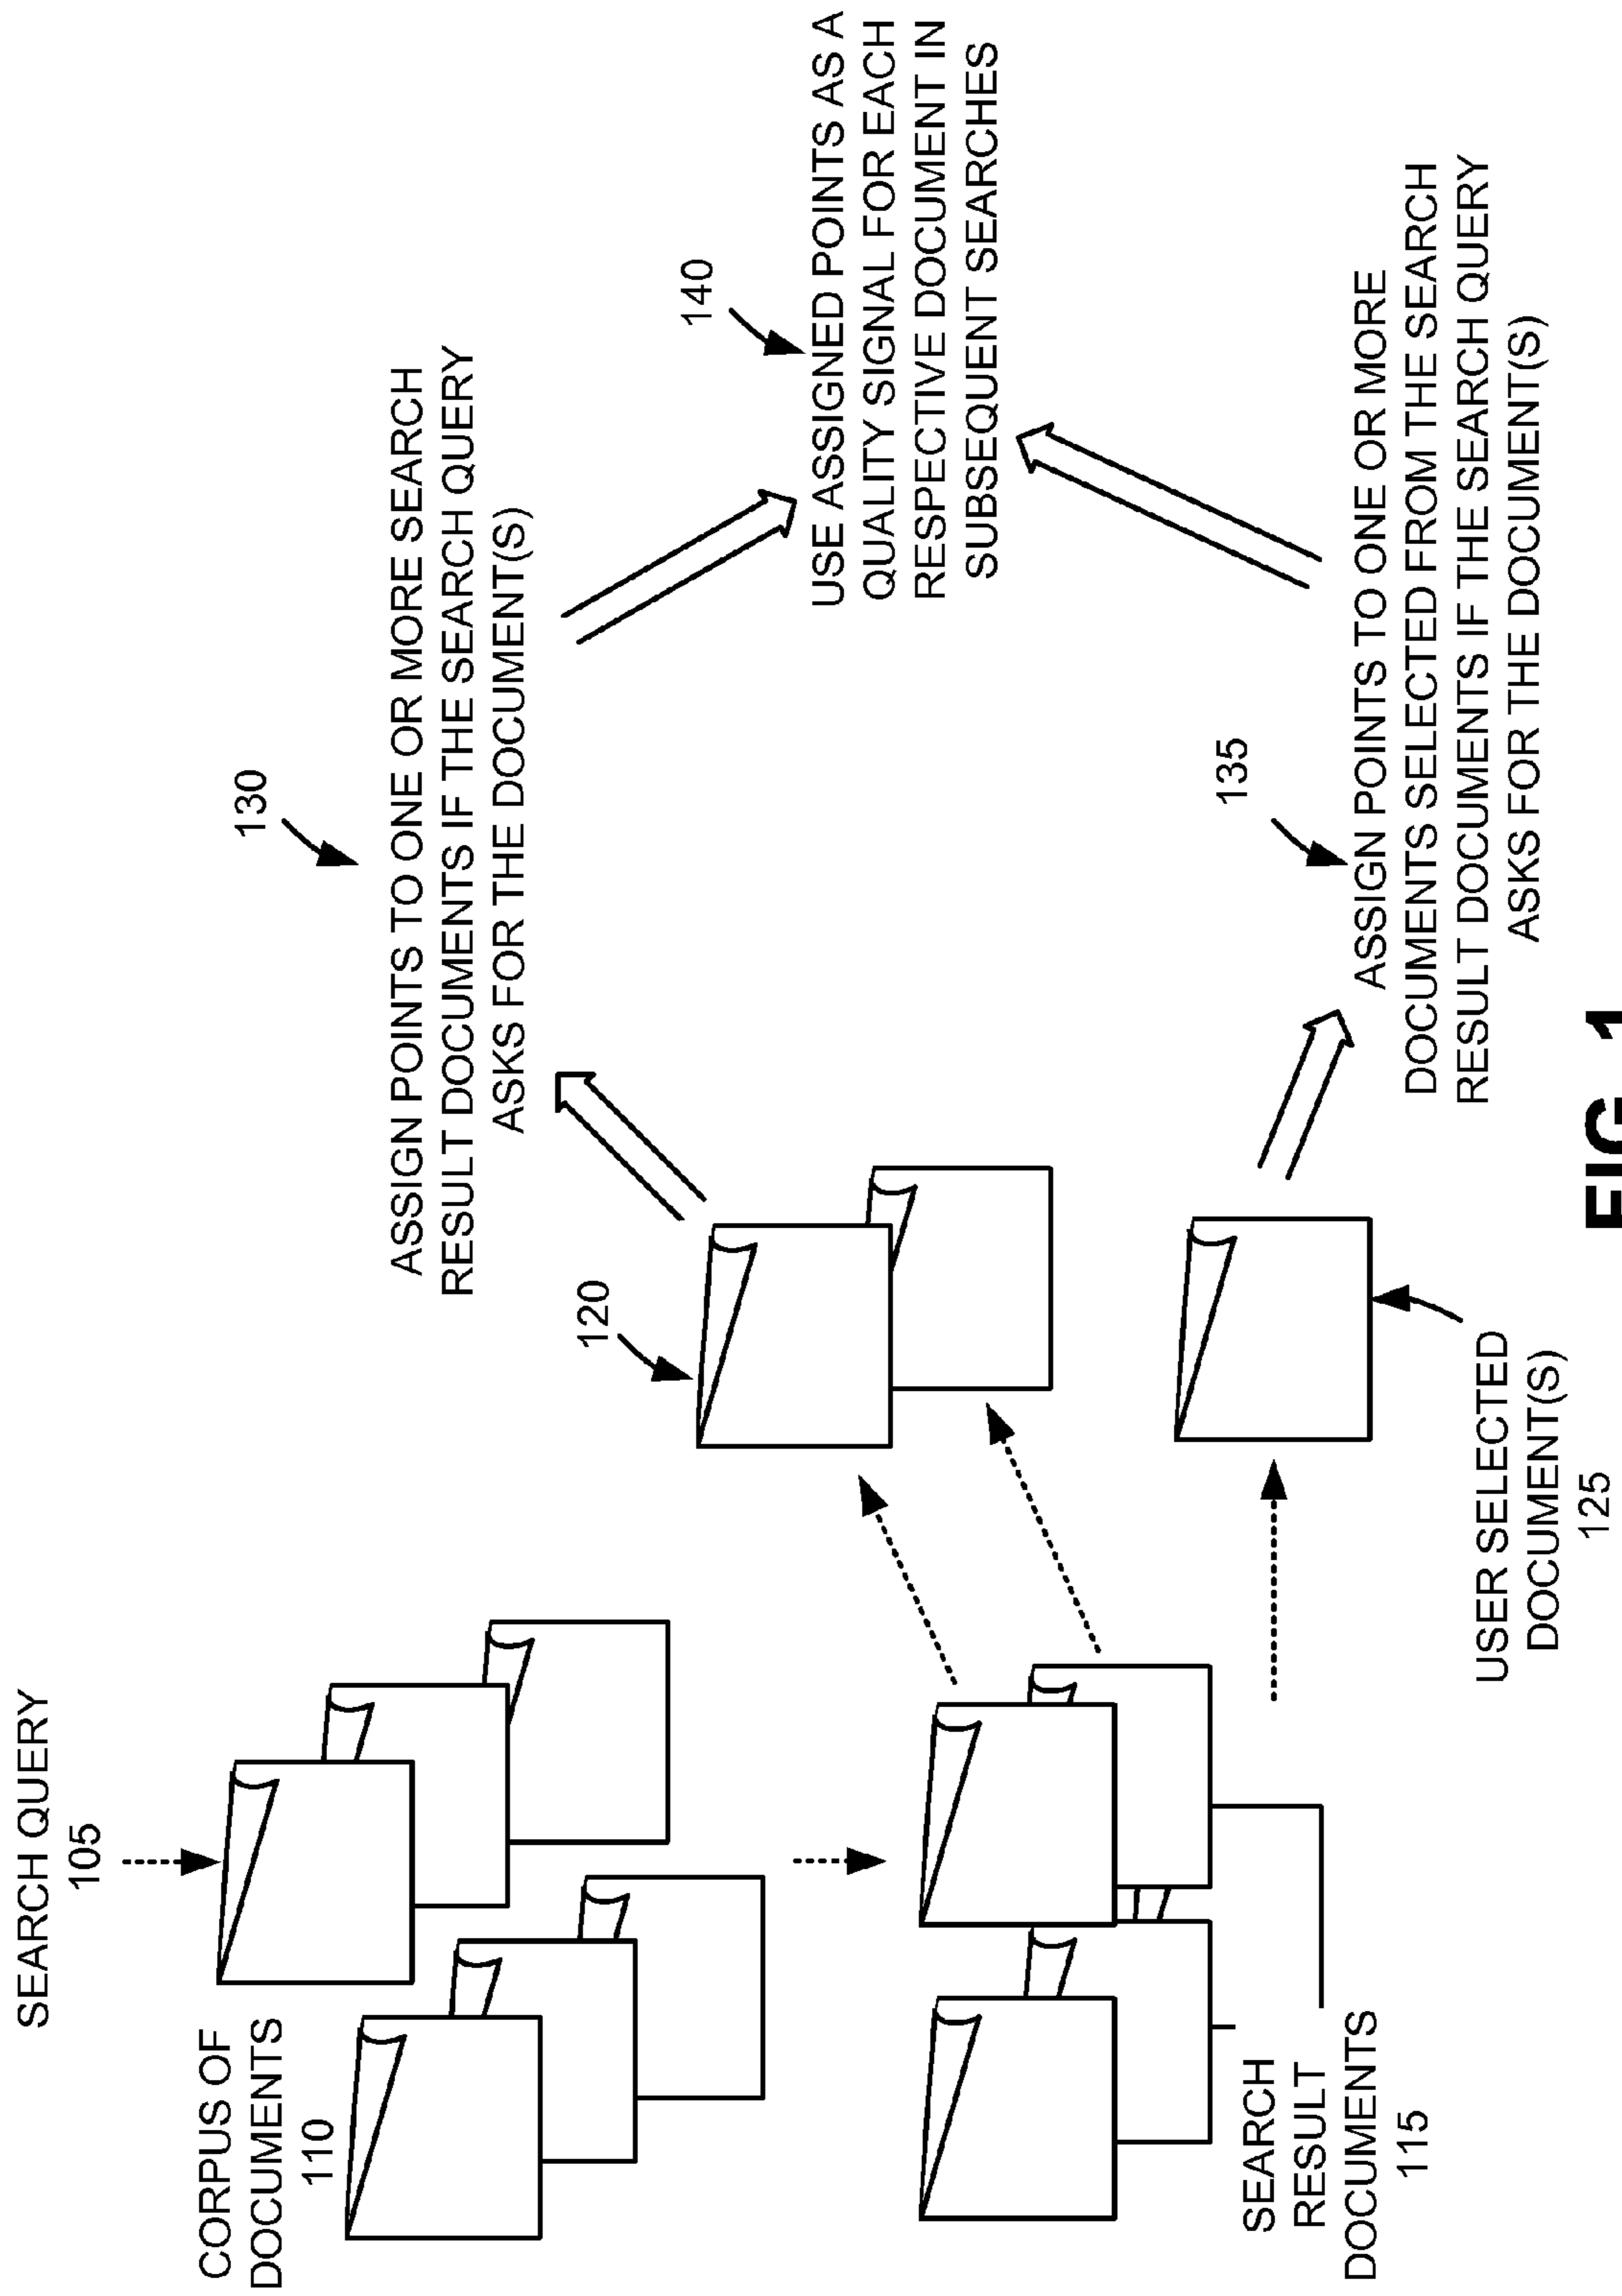 SEARCH QUERY
105
CORPUS OF
DOCUMENTS
110
SEARCH
RESULT
DOCUMENTS
115
120
USER SELECTED
DOCUMENT(S)
125
130
ASSIGN POINTS TO ONE OR MORE SEARCH
RESULT DOCUMENTS IF THE SEARCH QUERY
ASKS FOR THE DOCUMENT(S)
135
ASSIGN POINTS TO ONE OR MORE
DOCUMENTS SELECTED FROM THE SEARCH
RESULT DOCUMENTS IF THE SEARCH QUERY
ASKS FOR THE DOCUMENT(S)
140
USE ASSIGNED POINTS AS A
QUALITY SIGNAL FOR EACH
RESPECTIVE DOCUMENT IN
SUBSEQUENT SEARCHES
FIG. 1